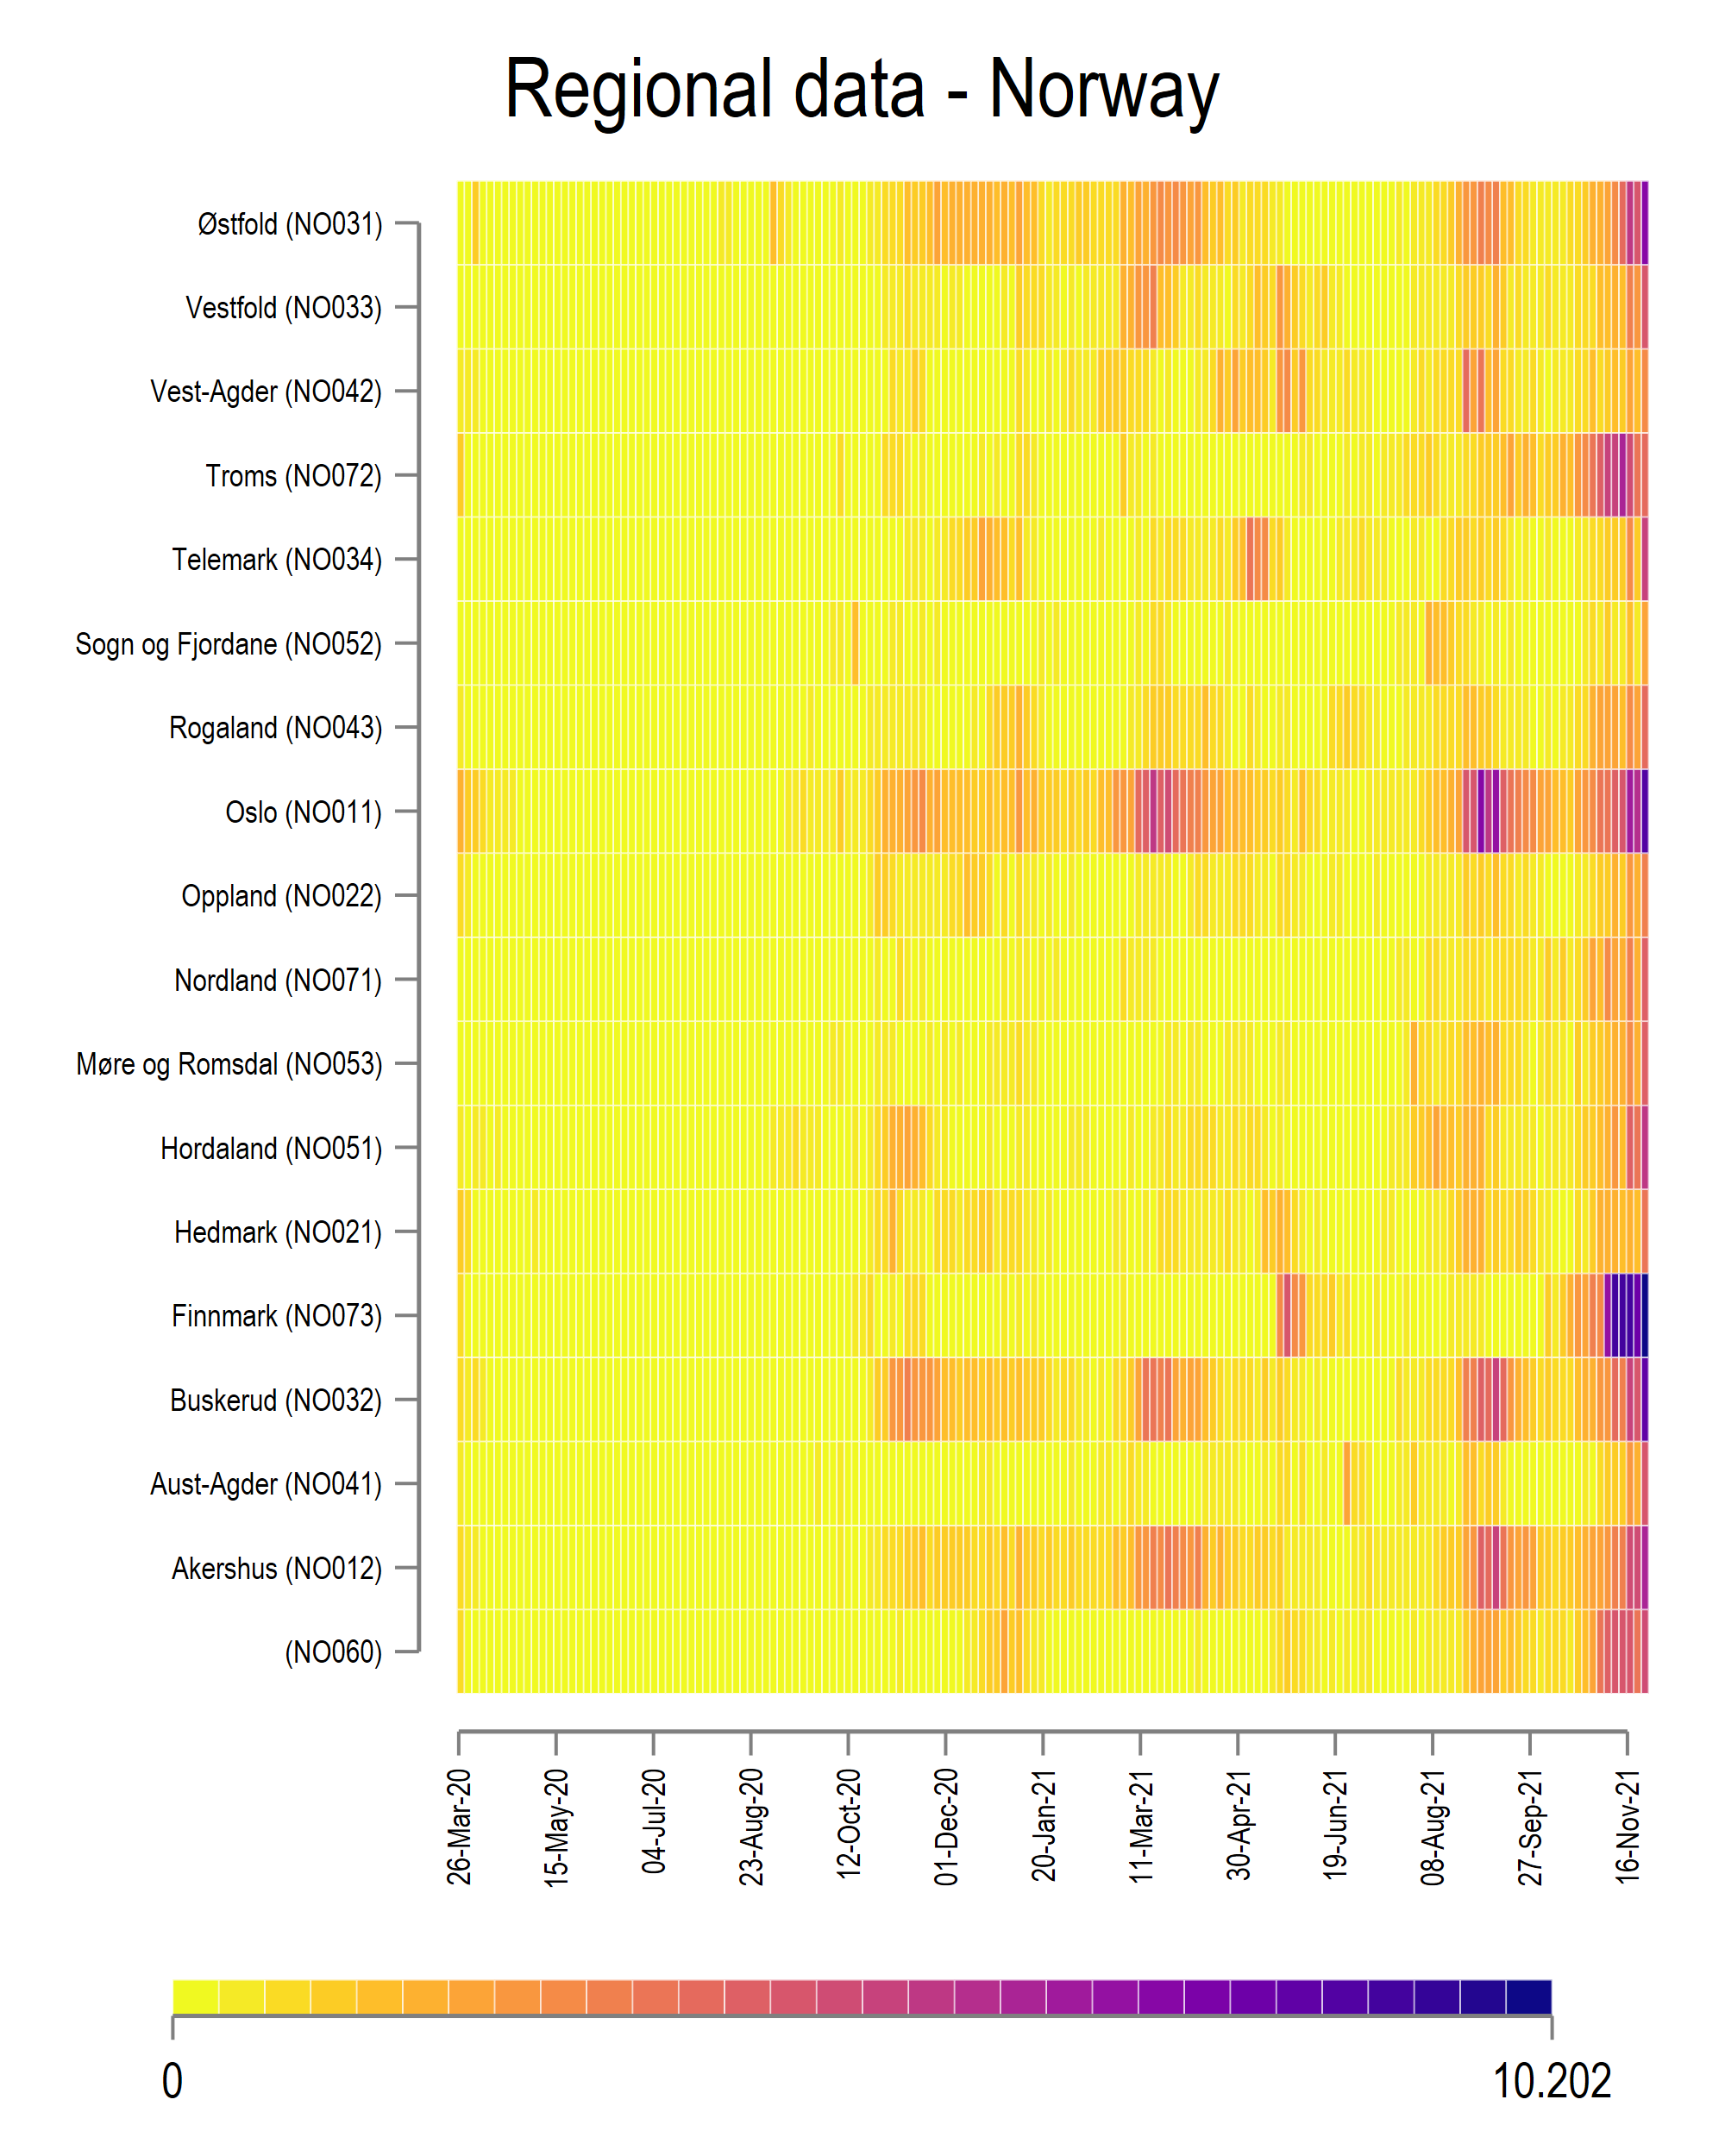 Regional data - Norway
Østfold (NO031)
Vestfold (NO033)
Vest-Agder (NO042)
Troms (NO072)
Telemark (NO034)
Sogn og Fjordane (NO052)
Rogaland (NO043)
Oslo (NO011)
Oppland (NO022)
Nordland (NO071)
Møre og Romsdal (NO053)
Hordaland (NO051)
Hedmark (NO021)
Finnmark (NO073)
Buskerud (NO032)
Aust-Agder (NO041)
Akershus (NO012)
(NO060)
26-Mar-20
15-May-20
04-Jul-20
23-Aug-20
12-Oct-20
01-Dec-20
20-Jan-21
11-Mar-21
30-Apr-21
19-Jun-21
08-Aug-21
27-Sep-21
16-Nov-21
0
10.202